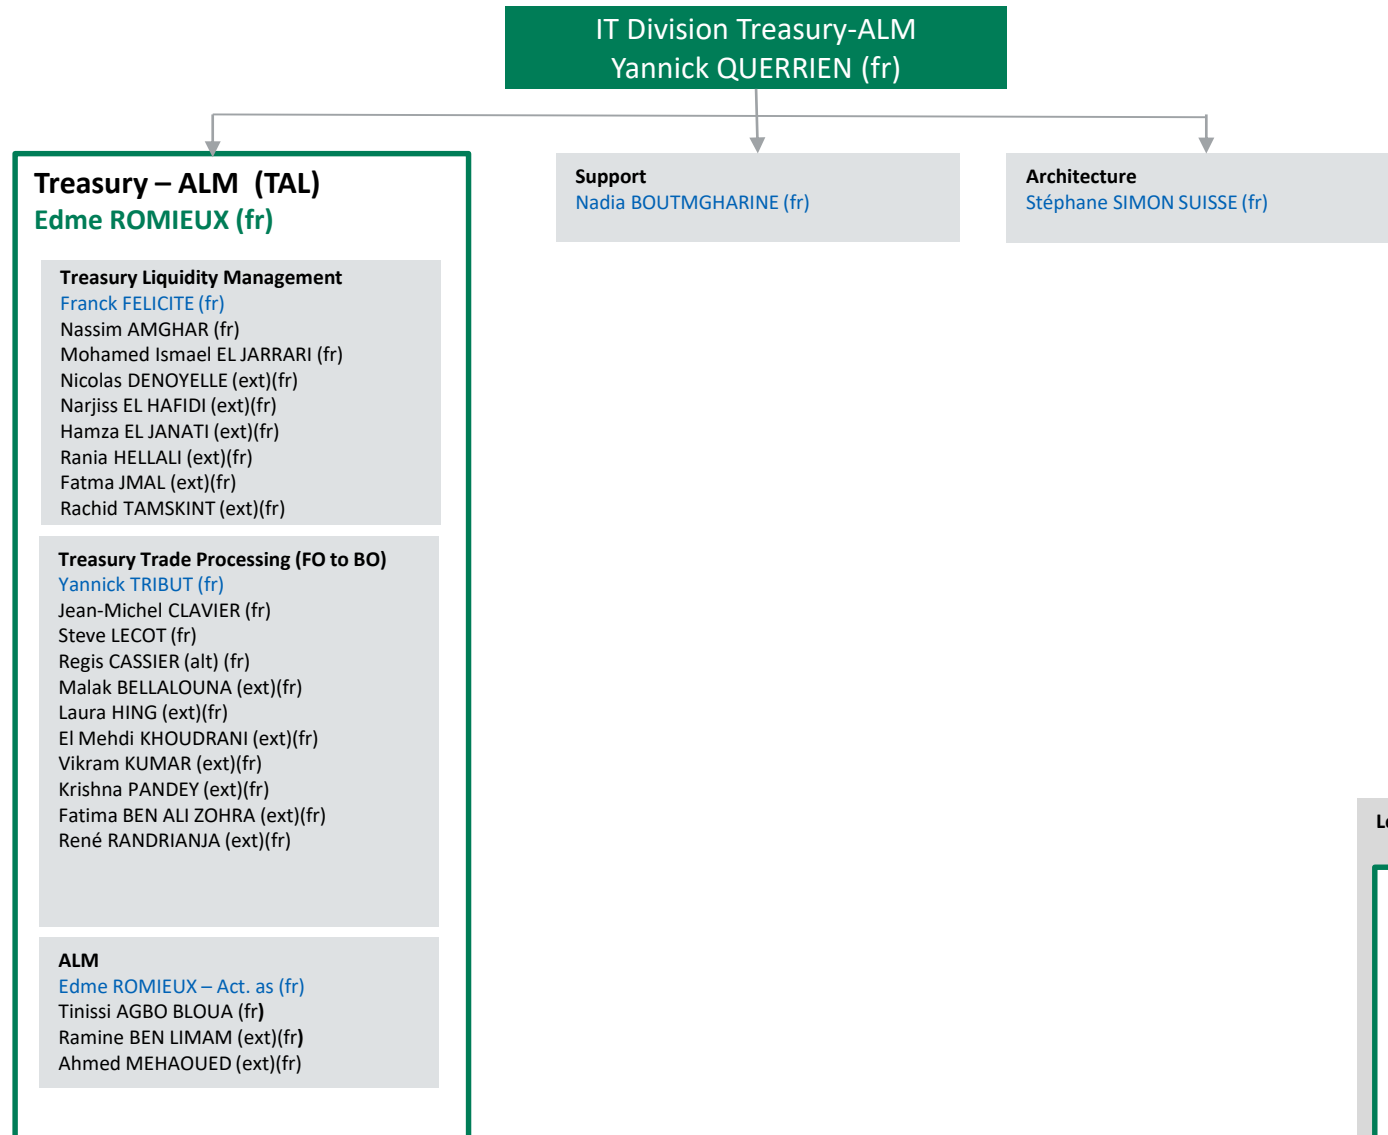 IT Division Treasury-ALM
Yannick QUERRIEN (fr)
Treasury – ALM  (TAL)
Edme ROMIEUX (fr)
Support
Nadia BOUTMGHARINE (fr)
Architecture
Stéphane SIMON SUISSE (fr)
Treasury Liquidity Management
Franck FELICITE (fr)
Nassim AMGHAR (fr)
Mohamed Ismael EL JARRARI (fr)
Nicolas DENOYELLE (ext)(fr)
Narjiss EL HAFIDI (ext)(fr)
Hamza EL JANATI (ext)(fr)
Rania HELLALI (ext)(fr)
Fatma JMAL (ext)(fr)
Rachid TAMSKINT (ext)(fr)
Treasury Trade Processing (FO to BO)
Yannick TRIBUT (fr)
Jean-Michel CLAVIER (fr)
Steve LECOT (fr)
Regis CASSIER (alt) (fr)
Malak BELLALOUNA (ext)(fr)
Laura HING (ext)(fr)
El Mehdi KHOUDRANI (ext)(fr)
Vikram KUMAR (ext)(fr)
Krishna PANDEY (ext)(fr)
Fatima BEN ALI ZOHRA (ext)(fr)
René RANDRIANJA (ext)(fr)
ALM
Edme ROMIEUX – Act. as (fr)
Tinissi AGBO BLOUA (fr)
Ramine BEN LIMAM (ext)(fr)
Ahmed MEHAOUED (ext)(fr)